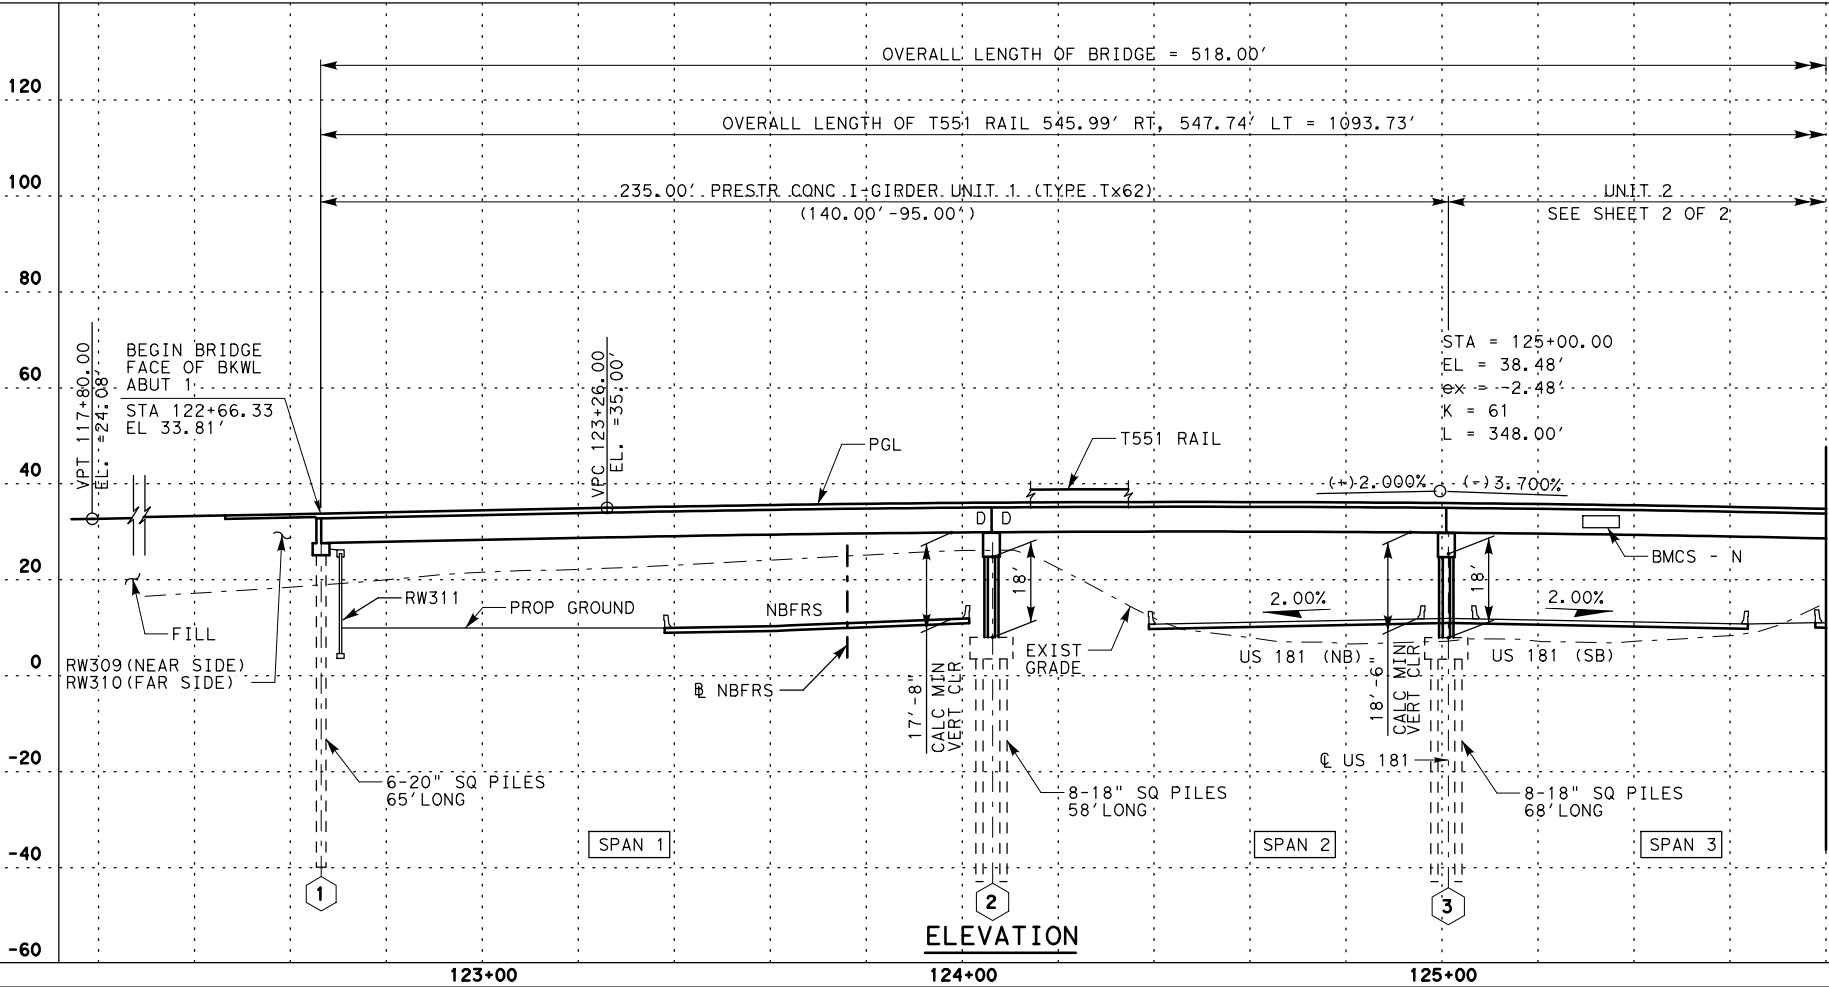 OVERALL LENGTH OF BRIDGE = 518.00'
120
OVERALL LENGTH OF T551 RAIL 545.99' RT, 547.74' LT = 1093.73'
100
235.00' PRESTR CONC I-GIRDER UNIT 1 (TYPE Tx62)
(140.00'-95.00')
UNIT 2
SEE SHEET 2 OF 2
80
VPT 117+80.00
EL. =24.08'
BEGIN BRIDGE
FACE OF BKWL
ABUT 1
STA 122+66.33
EL 33.81'
VPC 123+26.00
EL. =35.00'
STA = 125+00.00
EL = 38.48'
ex = -2.48'
K = 61
L = 348.00'
60
PGL
T551 RAIL
40
(+)2.000%
(-)3.700%
D
D
BMCS - N
20
18'
18'
RW311
PROP GROUND
NBFRS
2.00%
2.00%
FILL
RW309(NEAR SIDE)
RW310(FAR SIDE)
0
EXIST
GRADE
US 181 (NB)
US 181 (SB)
℄ NBFRS
17'-8"
CALC MIN
VERT CLR
18'-6"
CALC MIN
VERT CLR
℄ US 181
-20
6-20" SQ PILES
65'LONG
8-18" SQ PILES
58'LONG
8-18" SQ PILES
68'LONG
SPAN 1
SPAN 2
SPAN 3
-40
1
2
3
ELEVATION
-60
123+00
124+00
125+00